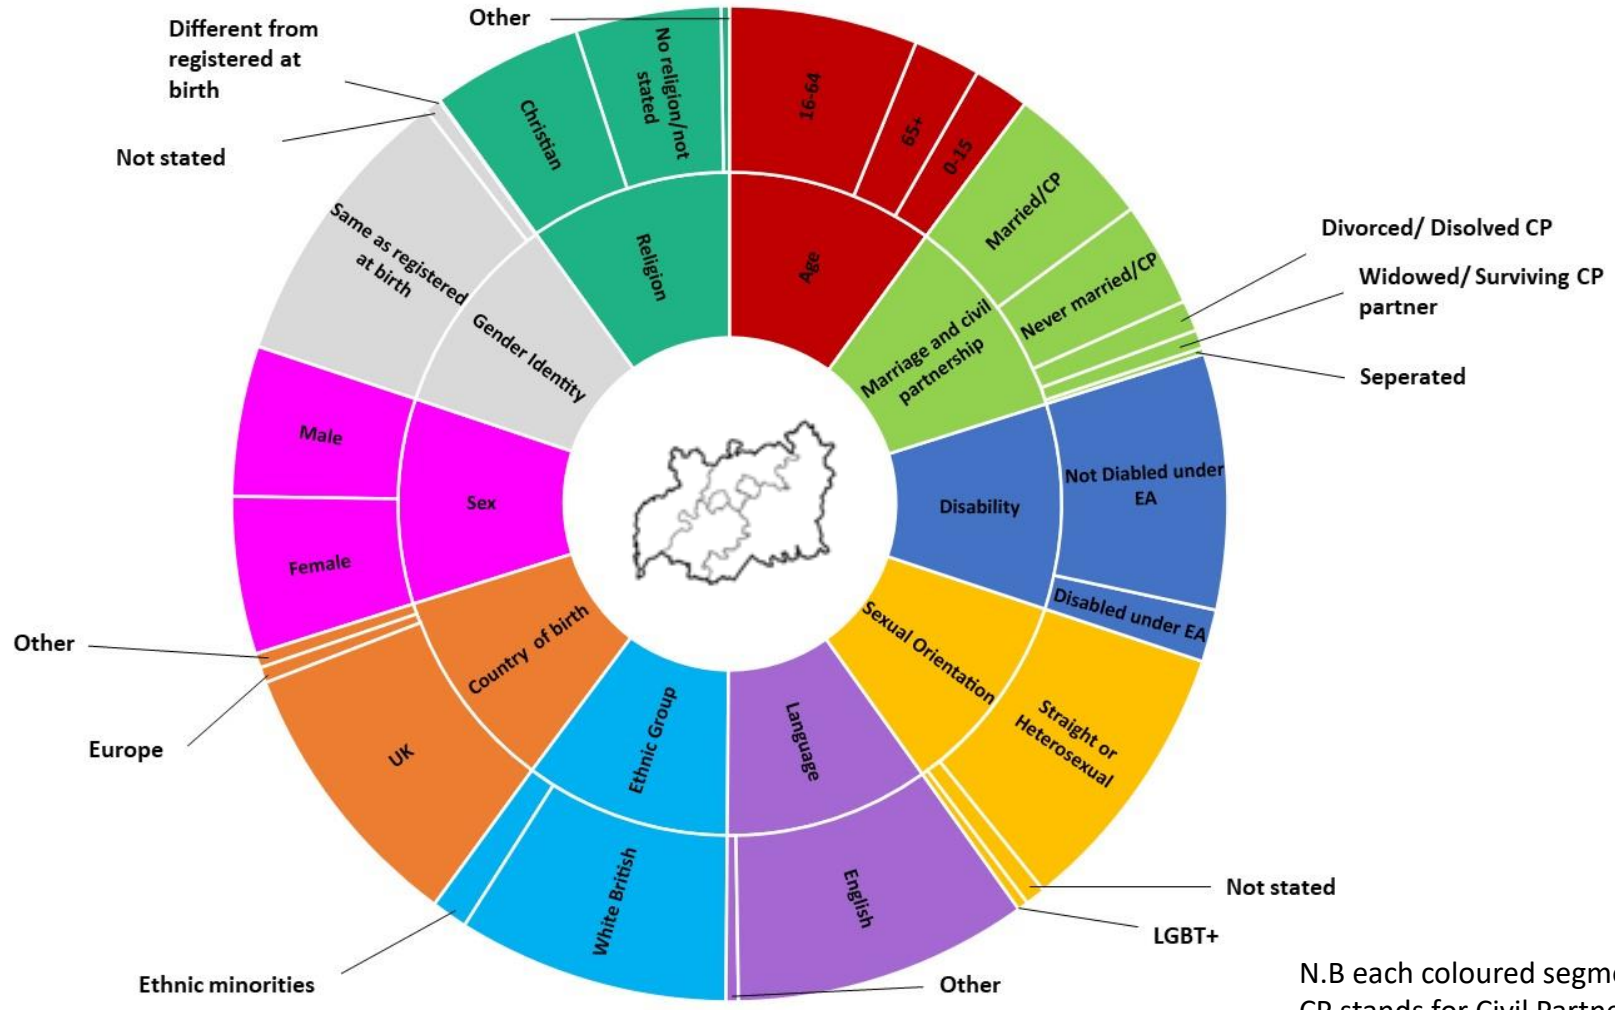 Other
Different from
registered at
birth
Not stated
Christian
No religion/not
stated
Religion
16-64
65+
0-15
Age
Married/CP
Never married/CP
Marriage and civil
partnership
Divorced/ Disolved CP
Widowed/ Surviving CP
partner
Seperated
Same as registered
at birth
Gender Identity
Male
Female
Sex
Not Diabled under
EA
Disabled under EA
Disability
Other
Europe
UK
Country of birth
Sexual Orientation
Straight or
Heterosexual
Not stated
LGBT+
Ethnic Group
White British
Ethnic minorities
Language
English
Other
N.B each coloured
CP stands for Civil